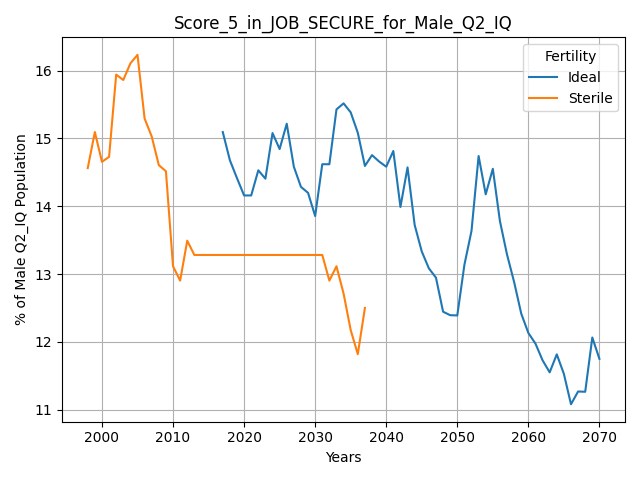 Score_5_in_JOB_SECURE_for_Male_Q2_IQ
% of Male Q2_IQ Population
16
15
14
13
12
11
Fertility
Ideal
Sterile
2000 2010 2020 2030 2040 2050 2060 2070
Years